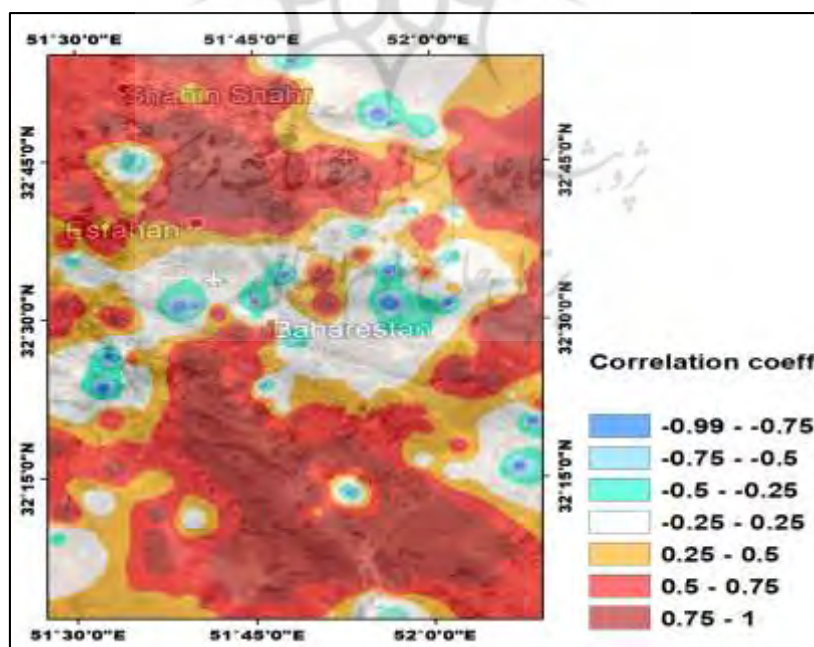 51°30'0"E 51°45'0"E 52°0'0"E
Shahin Shahr
32°45'0"N 32°45'0"N
Esfahan
32°30'0"N 32°30'0"N
Baharestan
32°15'0"N 32°15'0"N
51°30'0"E 51°45'0"E 52°0'0"E
Correlation coeff
-0.99 - -0.75
-0.75 - -0.5
-0.5 - -0.25
-0.25 - 0.25
0.25 - 0.5
0.5 - 0.75
0.75 - 1